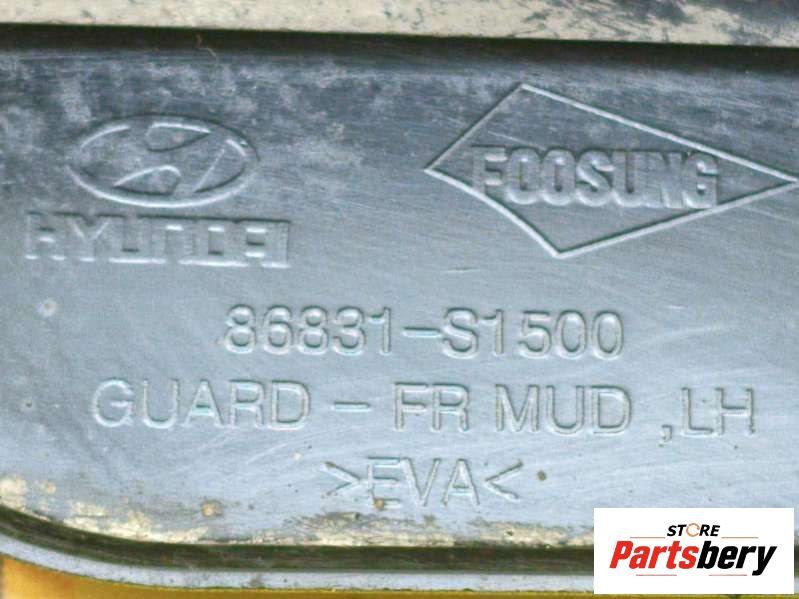 HYUNDAI
FOOSUNG
86831-S1500
GUARD - FR MUD ,LH
>EVA<
STORE
Partsbery